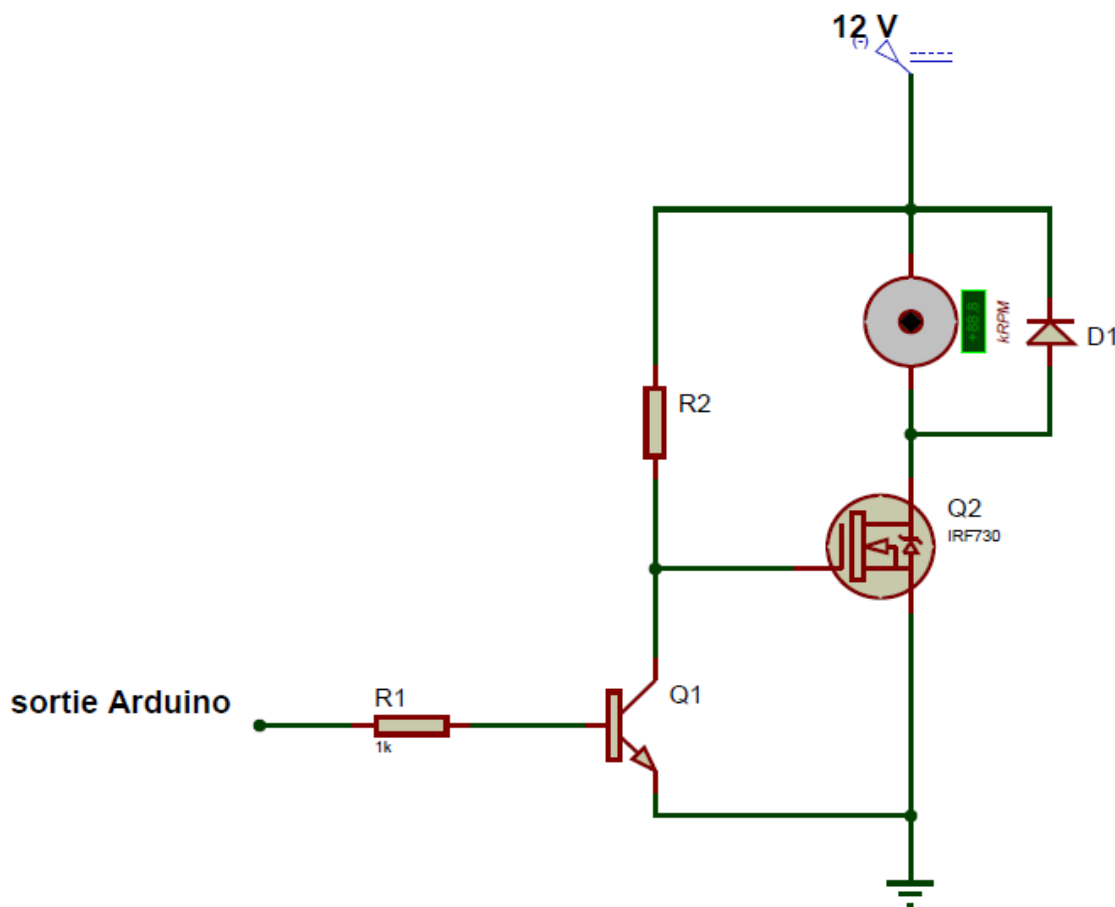 12 V
(-)
+88.8
kRPM
D1
R2
Q2
IRF730
sortie Arduino
R1
1k
Q1